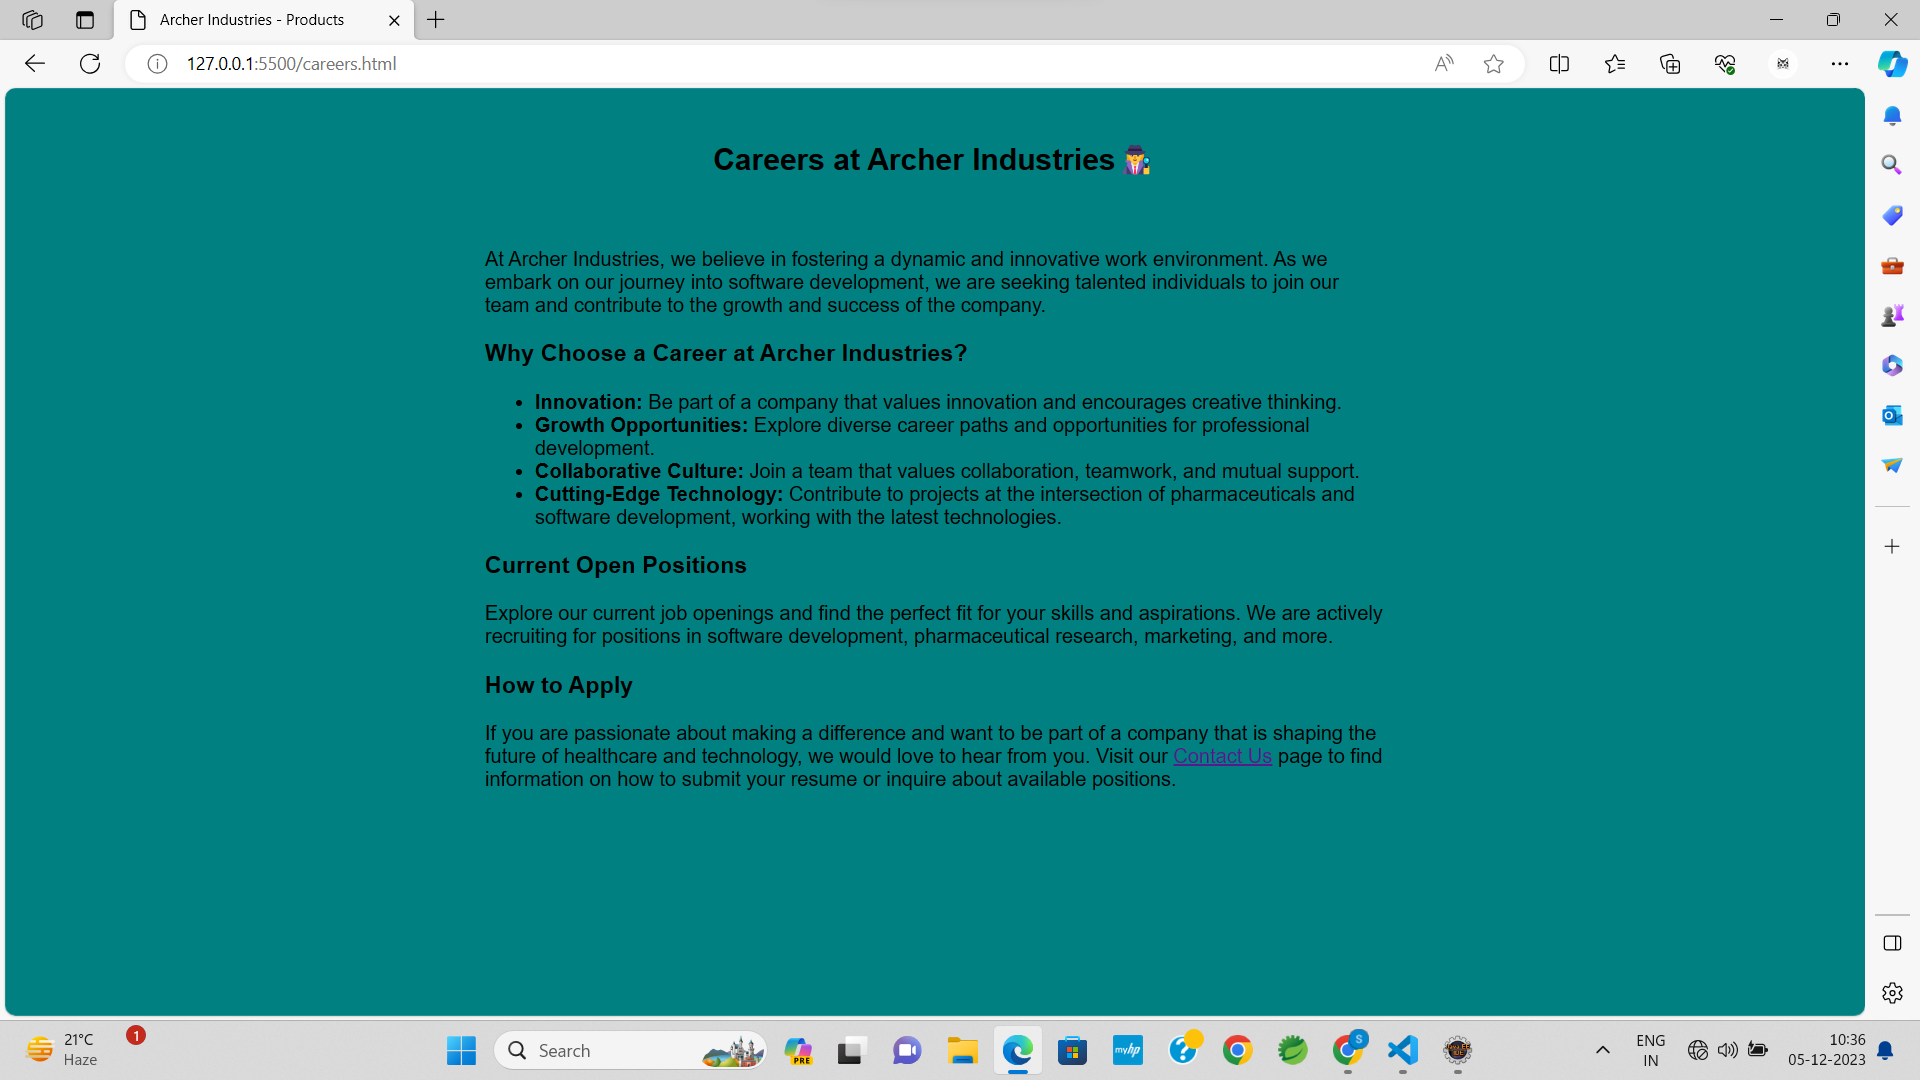 Archer Industries - Products
127.0.0.1:5500/careers.html
Careers at Archer Industries
At Archer Industries, we believe in fostering a dynamic and innovative work environment. As we
embark on our journey into software development, we are seeking talented individuals to join our
team and contribute to the growth and success of the company.
Why Choose a Career at Archer Industries?
• Innovation: Be part of a company that values innovation and encourages creative thinking.
• Growth Opportunities: Explore diverse career paths and opportunities for professional
development.
• Collaborative Culture: Join a team that values collaboration, teamwork, and mutual support.
• Cutting-Edge Technology: Contribute to projects at the intersection of pharmaceuticals and
software development, working with the latest technologies.
Current Open Positions
Explore our current job openings and find the perfect fit for your skills and aspirations. We are actively
recruiting for positions in software development, pharmaceutical research, marketing, and more.
How to Apply
If you are passionate about making a difference and want to be part of a company that is shaping the
future of healthcare and technology, we would love to hear from you. Visit our Contact Us page to find
information on how to submit your resume or inquire about available positions.
21°C
Haze
1
Search
PRE
myhp
S
ENG
IN
10:36
05-12-2023